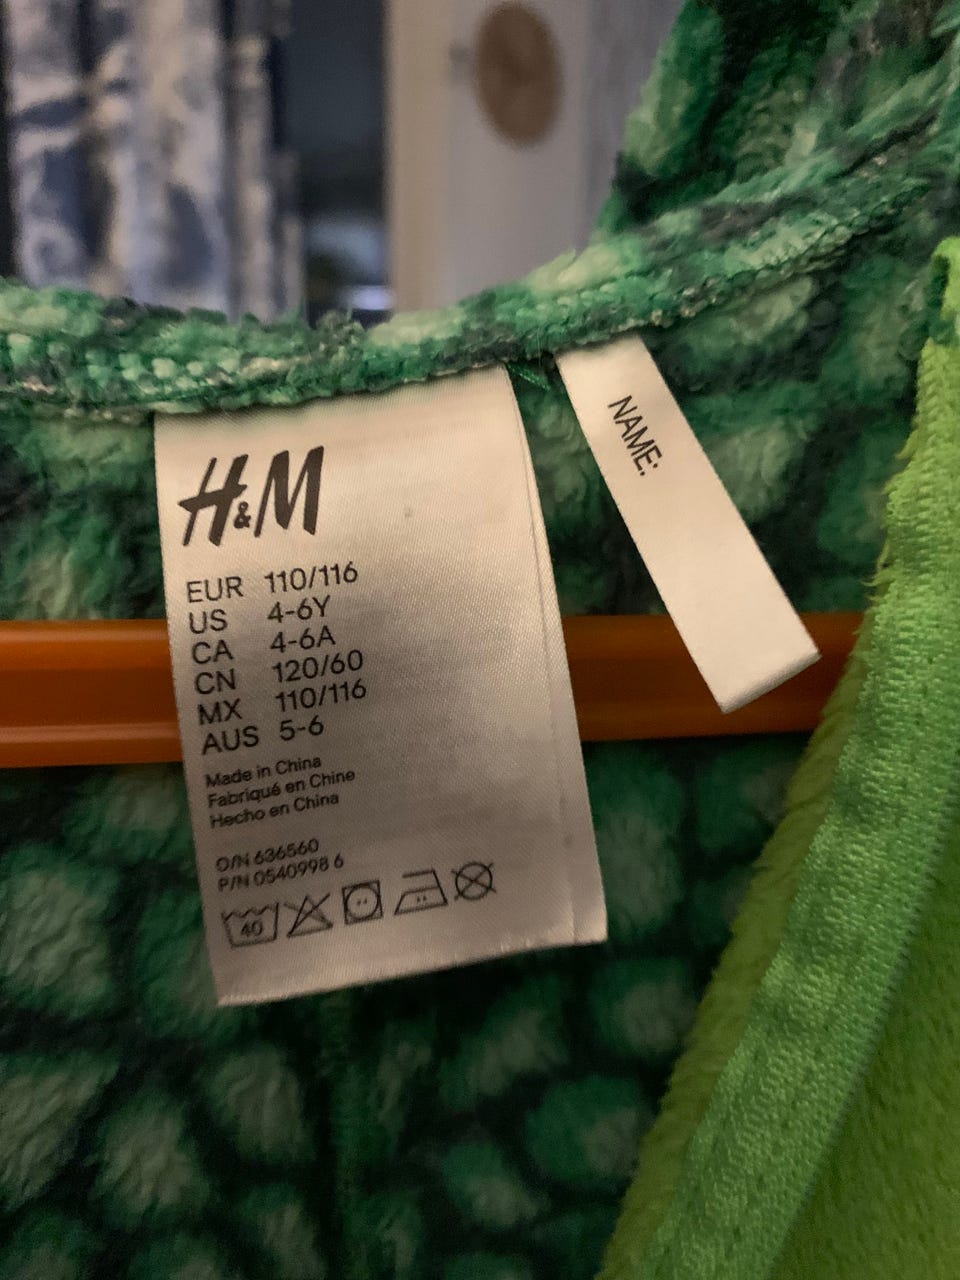 H&M
EUR 110/116
US 4-6Y
CA 4-6A
CN 120/60
MX 110/116
AUS 5-6
Made in China
Fabriqué en Chine
Hecho en China
O/N 636560
P/N 0540998 6
40
NAME: